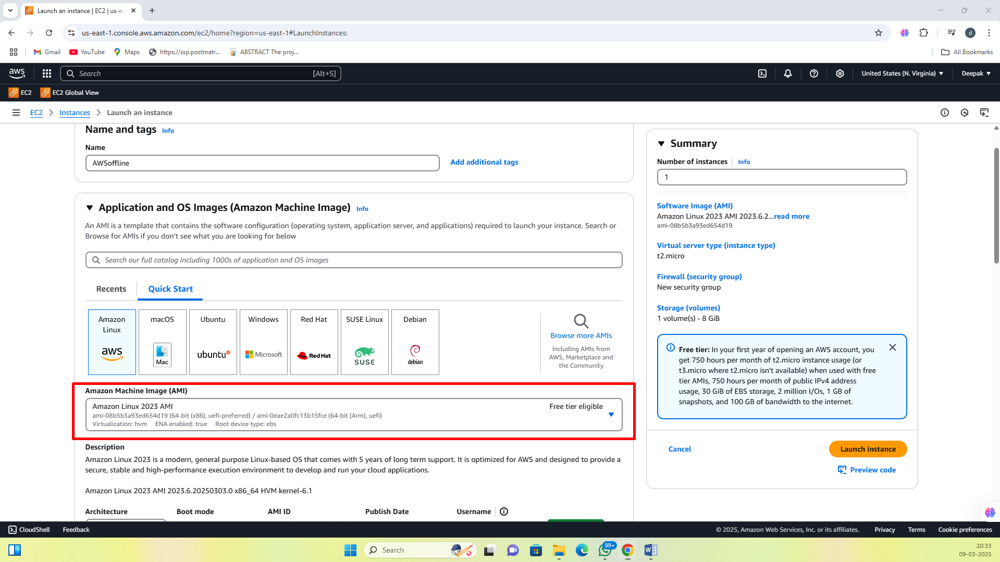 Launch an instance | EC2 | us-ea
us-east-1.console.aws.amazon.com/ec2/home?region=us-east-1#LaunchInstances:
d
Gmail
YouTube
Maps
https://ssp.postmatr...
ABSTRACT The proj...
All Bookmarks
aws
Search
[Alt+S]
United States (N. Virginia)
Deepak
EC2
EC2 Global View
EC2
Instances
Launch an instance
Name and tags Info
Name
AWSoffline
Add additional tags
Application and OS Images (Amazon Machine Image) Info
An AMI is a template that contains the software configuration (operating system, application server, and applications) required to launch your instance. Search or
Browse for AMIs if you don’t see what you are looking for below
Search our full catalog including 1000s of application and OS images
Recents
Quick Start
Amazon
Linux
aws
macOS
Mac
Ubuntu
ubuntu
Windows
Microsoft
Red Hat
Red Hat
SUSE Linux
SUSE
Debian
debian
Browse more AMIs
Including AMIs from
AWS, Marketplace and
the Community
Amazon Machine Image (AMI)
Amazon Linux 2023 AMI
Free tier eligible
ami-08b5b3a93ed654d19 (64-bit (x86), uefi-preferred) / ami-0eae2a0fc13b15fce (64-bit (Arm), uefi)
Virtualization: hvm ENA enabled: true Root device type: ebs
Description
Amazon Linux 2023 is a modern, general purpose Linux-based OS that comes with 5 years of long term support. It is optimized for AWS and designed to provide a
secure, stable and high-performance execution environment to develop and run your cloud applications.
Amazon Linux 2023 AMI 2023.6.20250303.0 x86_64 HVM kernel-6.1
Architecture
Boot mode
AMI ID
Publish Date
Username
Summary
Number of instances Info
1
Software Image (AMI)
Amazon Linux 2023 AMI 2023.6.2...read more
ami-08b5b3a93ed654d19
Virtual server type (instance type)
t2.micro
Firewall (security group)
New security group
Storage (volumes)
1 volume(s) - 8 GiB
Free tier: In your first year of opening an AWS account, you
get 750 hours per month of t2.micro instance usage (or
t3.micro where t2.micro isn't available) when used with free
tier AMIs, 750 hours per month of public IPv4 address
usage, 30 GiB of EBS storage, 2 million I/Os, 1 GB of
snapshots, and 100 GB of bandwidth to the internet.
Cancel
Launch instance
Preview code
CloudShell
Feedback
© 2025, Amazon Web Services, Inc. or its affiliates.
Privacy
Terms
Cookie preferences
Search
99+
20:33
09-03-2025